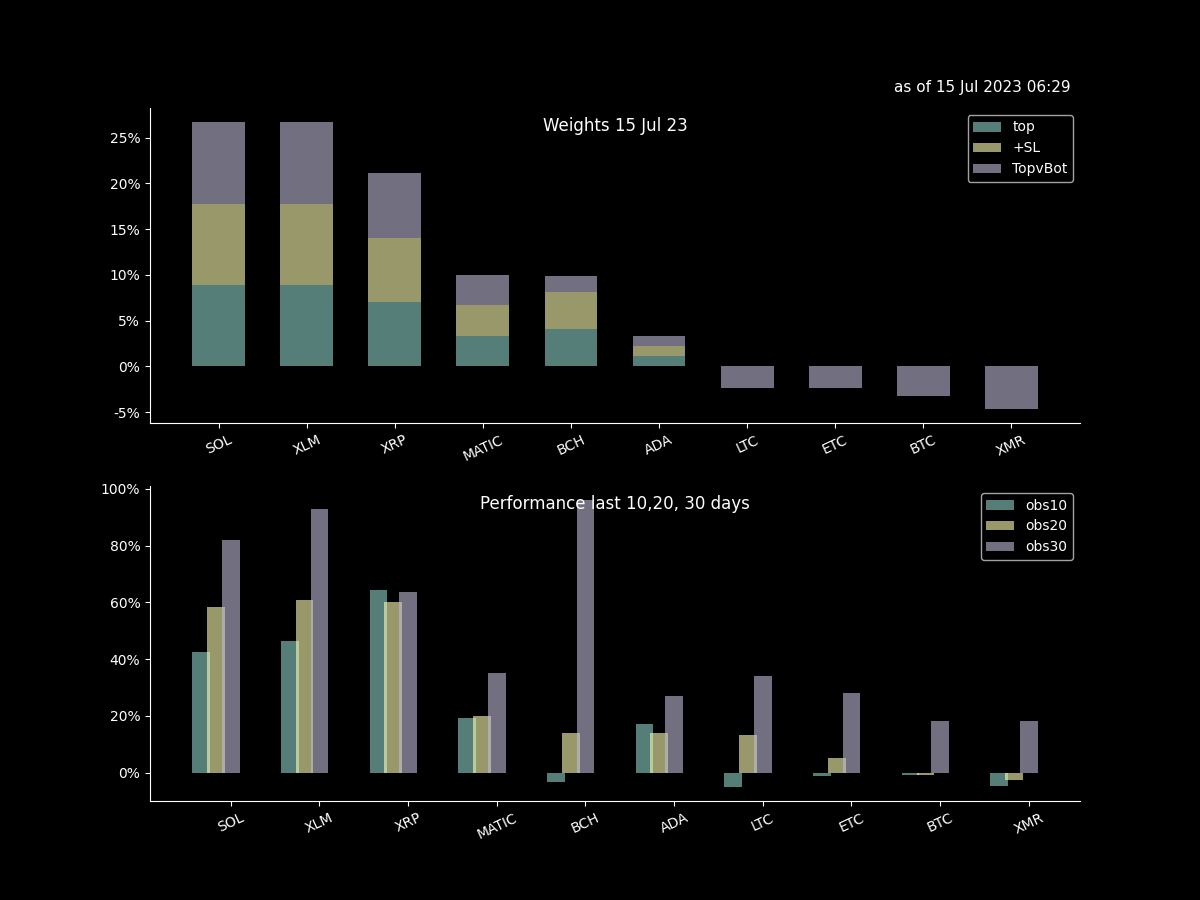 as of 15 Jul 2023 06:29
Weights 15 Jul 23
top
+SL
TopvBot
25%
20%
15%
10%
5%
0%
-5%
SOL XLM XRP MATIC BCH ADA LTC ETC BTC XMR
Performance last 10,20, 30 days
obs10
obs20
obs30
100%
80%
60%
40%
20%
0%
SOL XLM XRP MATIC BCH ADA LTC ETC BTC XMR